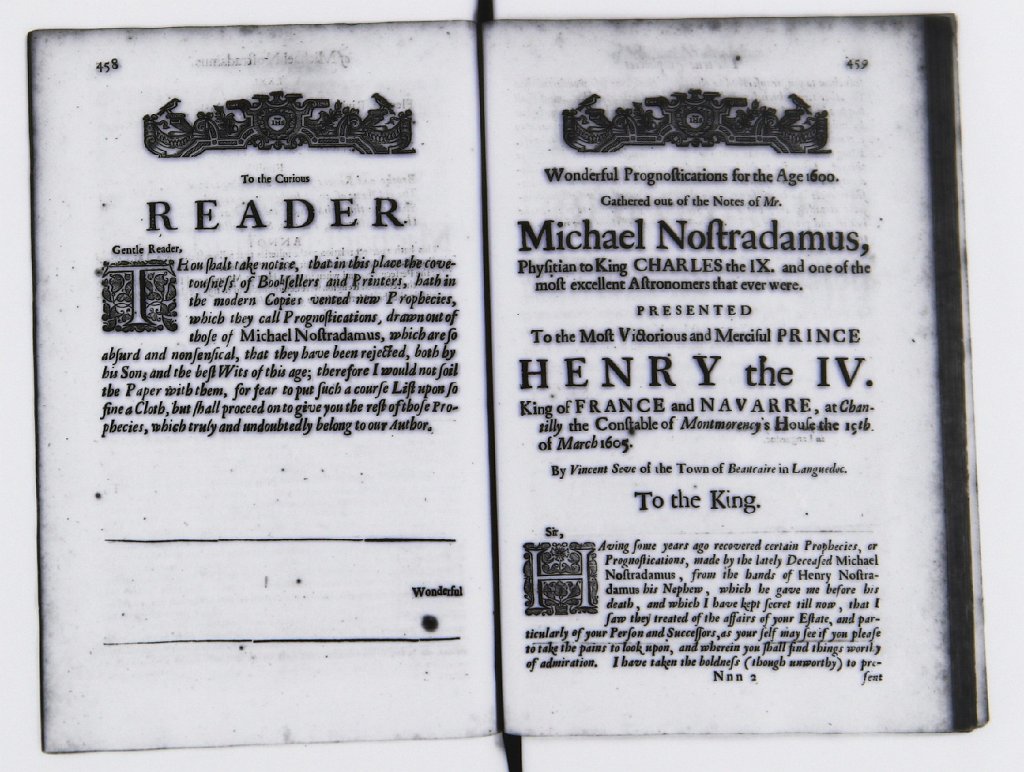 458
To the Curious
READER
Gentle Reader,
THou ſhalt take notice, that in this place the cove-
touſneſs of Bookſellers and Printers, hath in
the modern Copies vented new Prophecies,
which they call Prognoſtications, drawn out of
thoſe of Michael Noſtradamus, which are ſo
abſurd and nonſenſical, that they have been rejected, both by
his Son, and the beſt Wits of this age; therefore I would not ſoil
the Paper with them, for fear to put ſuch a courſe Liſt upon ſo
fine a Cloth, but ſhall proceed on to give you the reſt of thoſe Pro-
phecies, which truly and undoubtedly belong to our Author.
Wonderful
459
IHS
Wonderful Prognoſtications for the Age 1600.
Gathered out of the Notes of Mr.
Michael Noſtradamus,
Phyſitian to King CHARLES the IX. and one of the
moſt excellent Aſtronomers that ever were.
PRESENTED
To the Moſt Victorious and Merciful PRINCE
HENRY the IV.
King of FRANCE and NAVARRE, at Chan-
tilly the Conſtable of Montmorency's Houſe the 15th.
of March 1605.
By Vincent Seve of the Town of Beaucaire in Languedoc.
To the King.
Sir,
HAving ſome years ago recovered certain Prophecies, or
Prognoſtications, made by the lately Deceaſed Michael
Noſtradamus, from the hands of Henry Noſtra-
damus his Nephew, which he gave me before his
death, and which I have kept ſecret till now, that I
ſaw they treated of the affairs of your Eſtate, and par-
ticularly of your Perſon and Succeſſors, as your ſelf may ſee if you pleaſe
to take the pains to look upon, and wherein you ſhall find things worthy
of admiration. I have taken the boldneſs (though unworthy) to pre-
Nnn 2 ſent